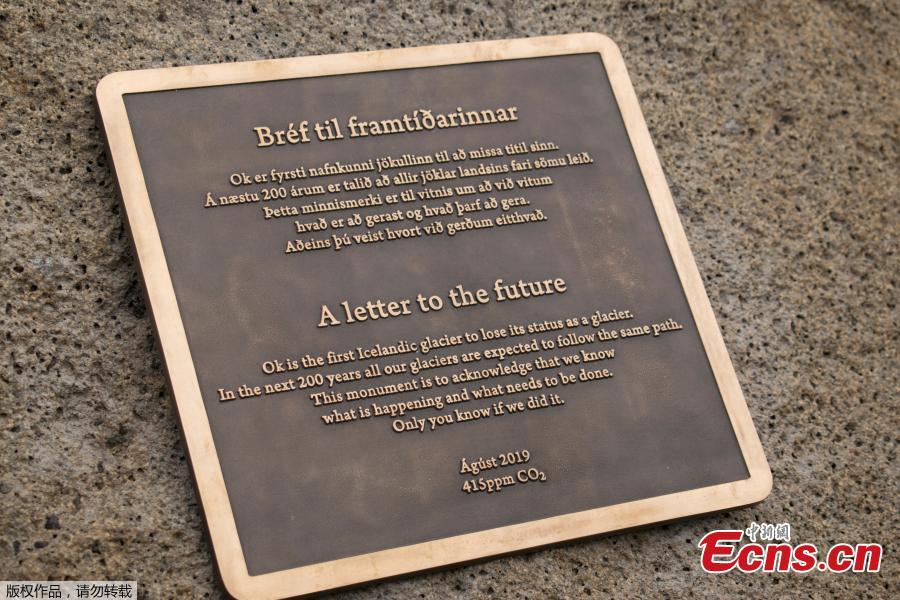 Bréf til framtíðarinnar
Ok er fyrsti nafnkunni jökullinn til að missa titil sinn.
Á næstu 200 árum er talið að allir jöklar landsins fari sömu leið.
Þetta minnismerki er til vitnis um að við vitum
hvað er að gerast og hvað þarf að gera.
Aðeins þú veist hvort við gerðum eitthvað.
A letter to the future
Ok is the first Icelandic glacier to lose its status as a glacier.
In the next 200 years all our glaciers are expected to follow the same path.
This monument is to acknowledge that we know
what is happening and what needs to be done.
Only you know if we did it.
Ágúst 2019
415ppm CO₂
中新網
Ecns.cn
版权作品，请勿转载